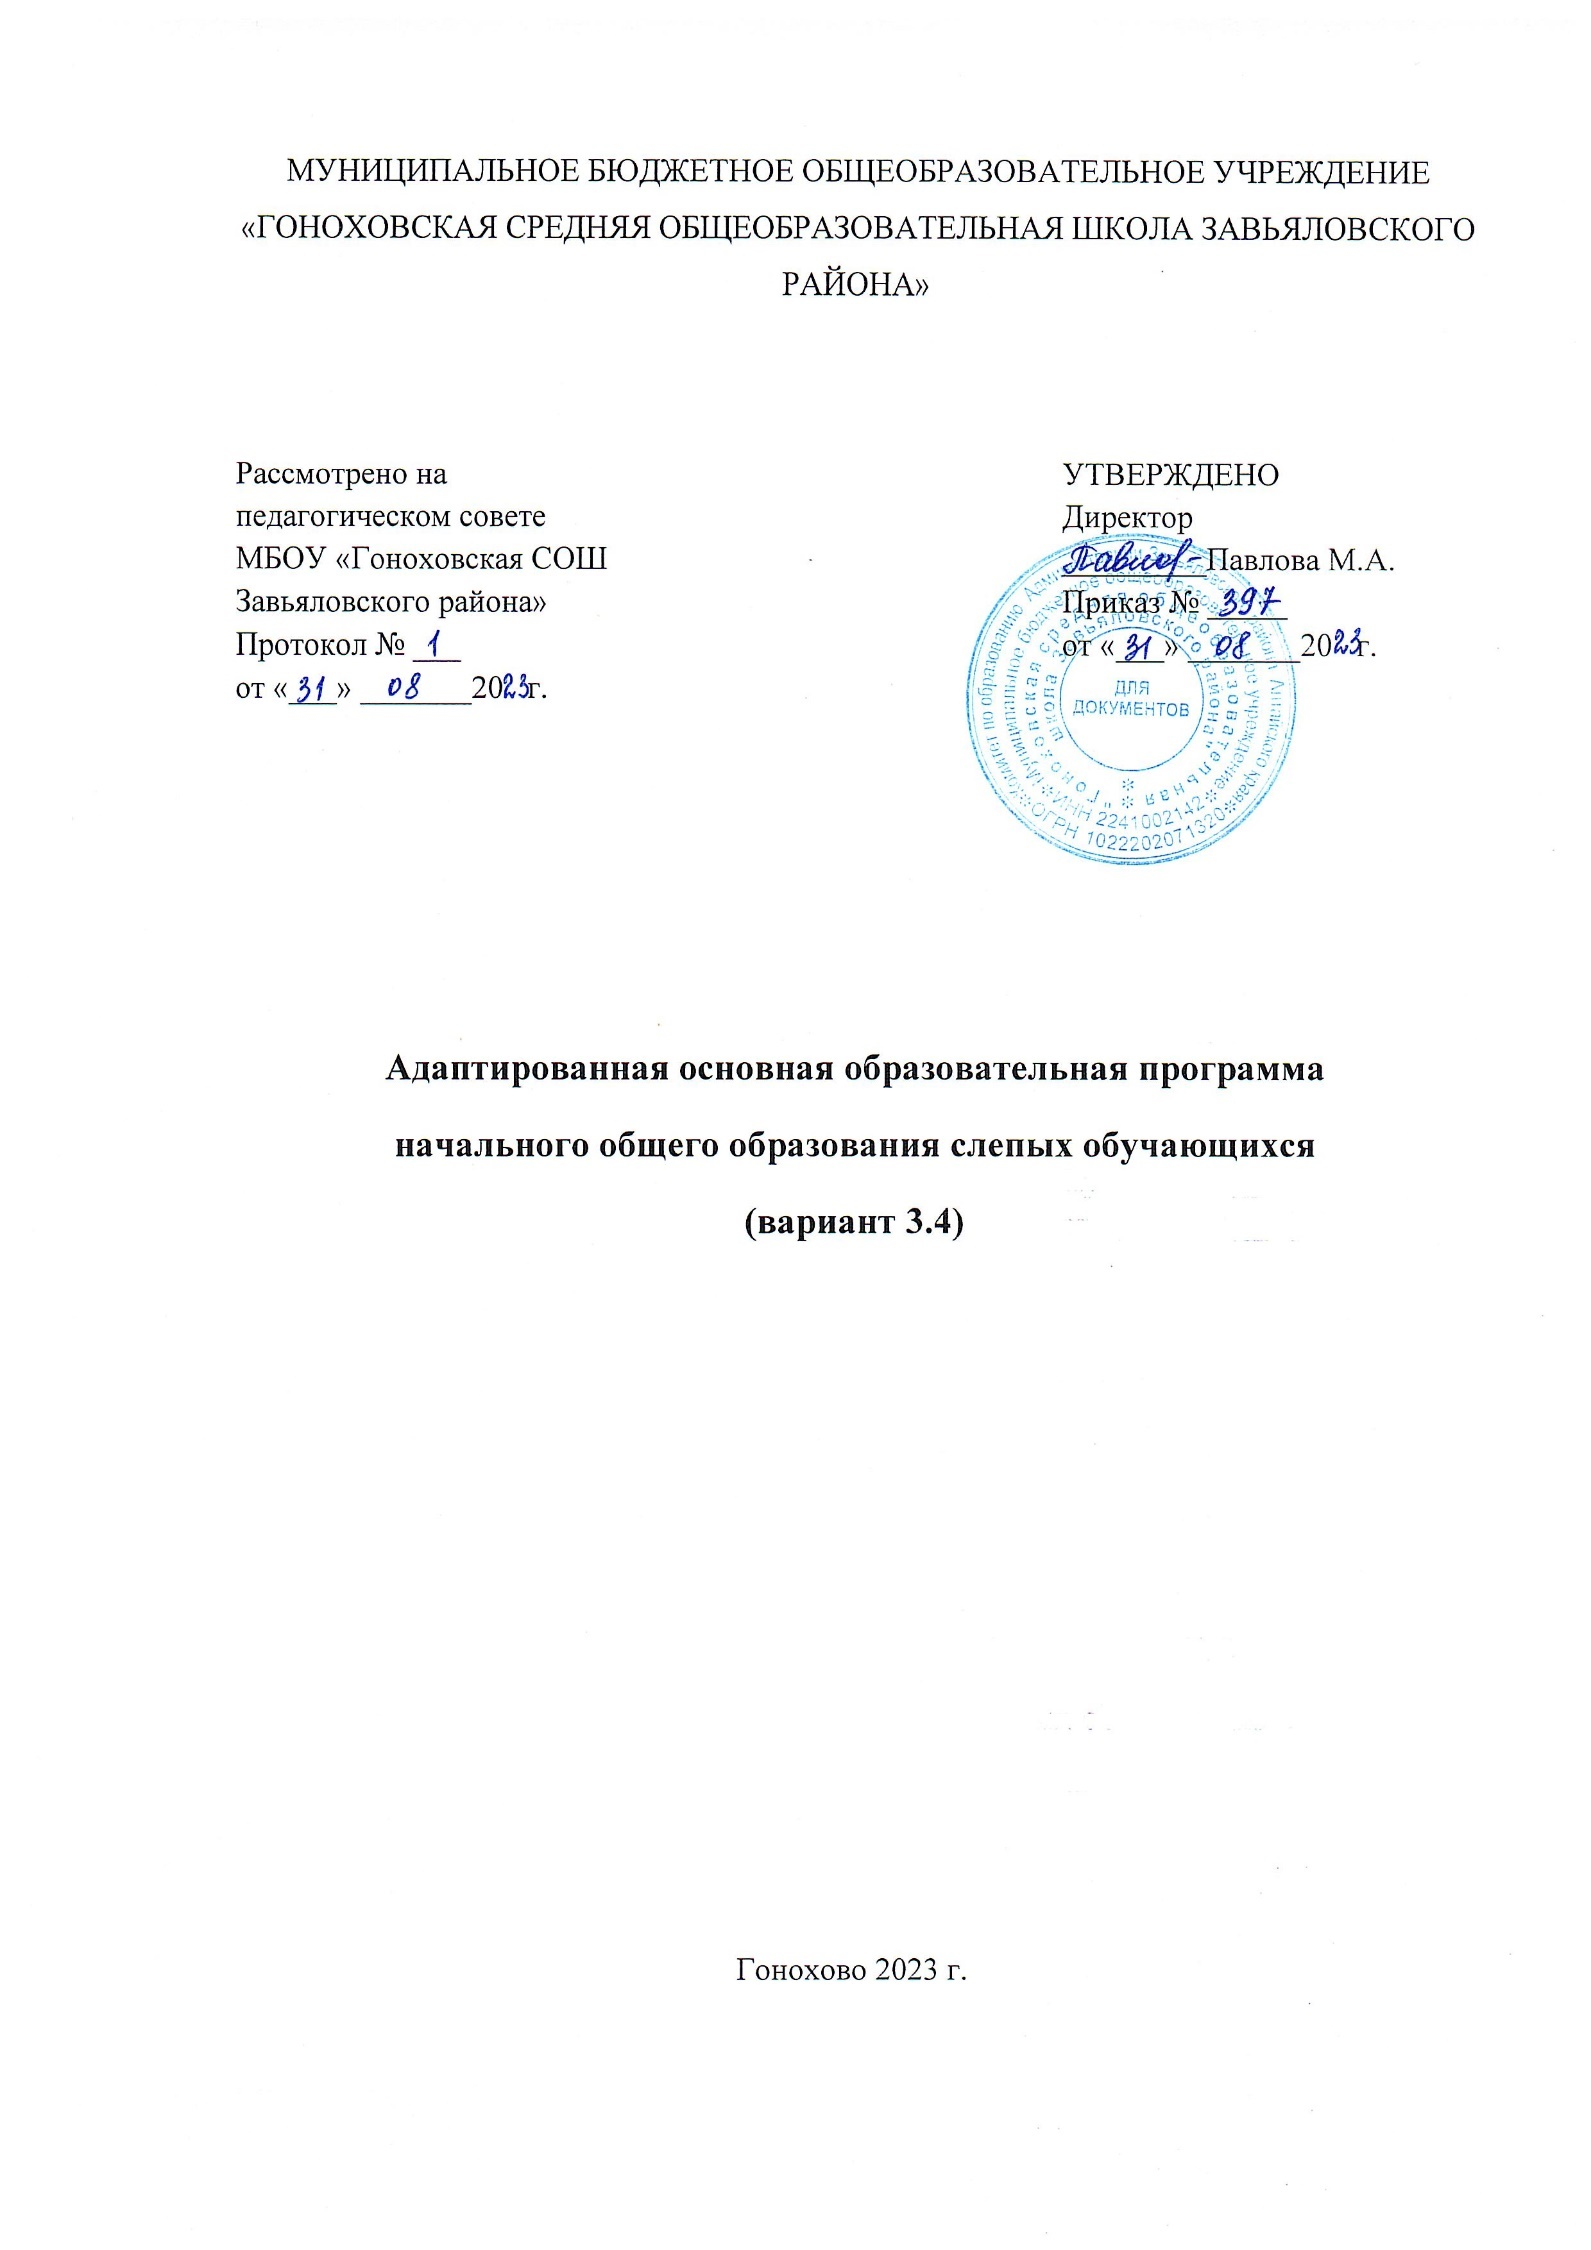 МУНИЦИПАЛЬНОЕ БЮДЖЕТНОЕ ОБЩЕОБРАЗОВАТЕЛЬНОЕ УЧРЕЖДЕНИЕ
«ГОНОХОВСКАЯ СРЕДНЯЯ ОБЩЕОБРАЗОВАТЕЛЬНАЯ ШКОЛА ЗАВЬЯЛОВСКОГО
РАЙОНА»
Рассмотрено на
педагогическом совете
МБОУ «Гоноховская СОШ
Завьяловского района»
Протокол № 1
от «31» 08 2023г.
УТВЕРЖДЕНО
Директор
Павлова М.А.
Приказ № 397
от «31» 08 2023г.
ДЛЯ
ДОКУМЕНТОВ
ИНН 2241002142
ОГРН 1022202071320
Адаптированная основная образовательная программа
начального общего образования слепых обучающихся
(вариант 3.4)
Гонохово 2023 г.